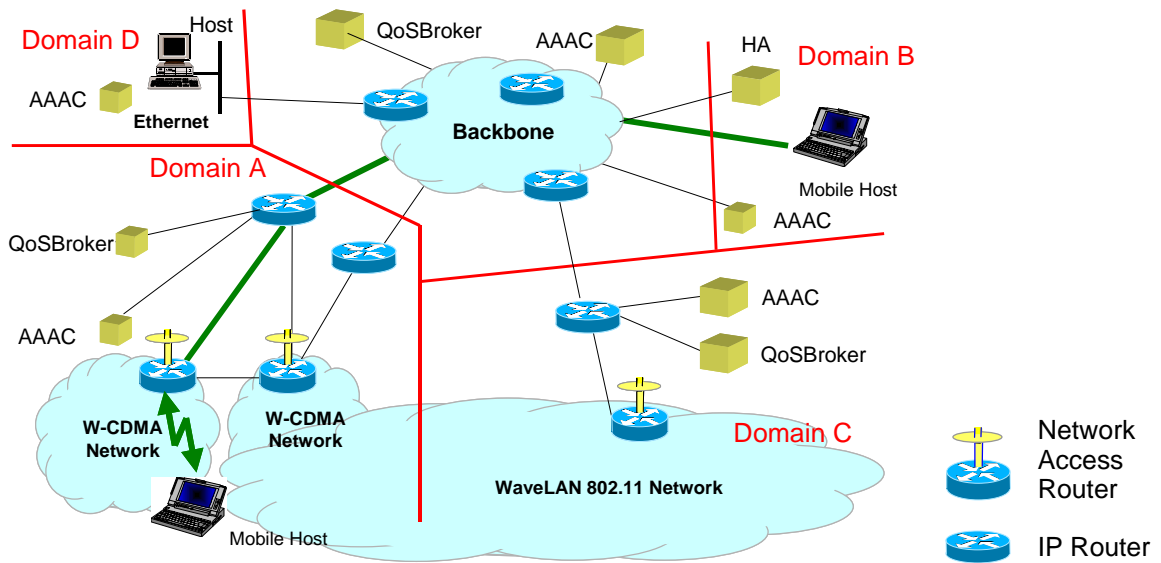 Host
QoSBroker
AAAC
HA
Domain D
Domain B
AAAC
Ethernet
Backbone
Domain A
Mobile Host
AAAC
QoSBroker
AAAC
AAAC
QoSBroker
W-CDMA
Network
W-CDMA
Network
Domain C
WaveLAN 802.11 Network
Mobile Host
Network
Access
Router
IP Router